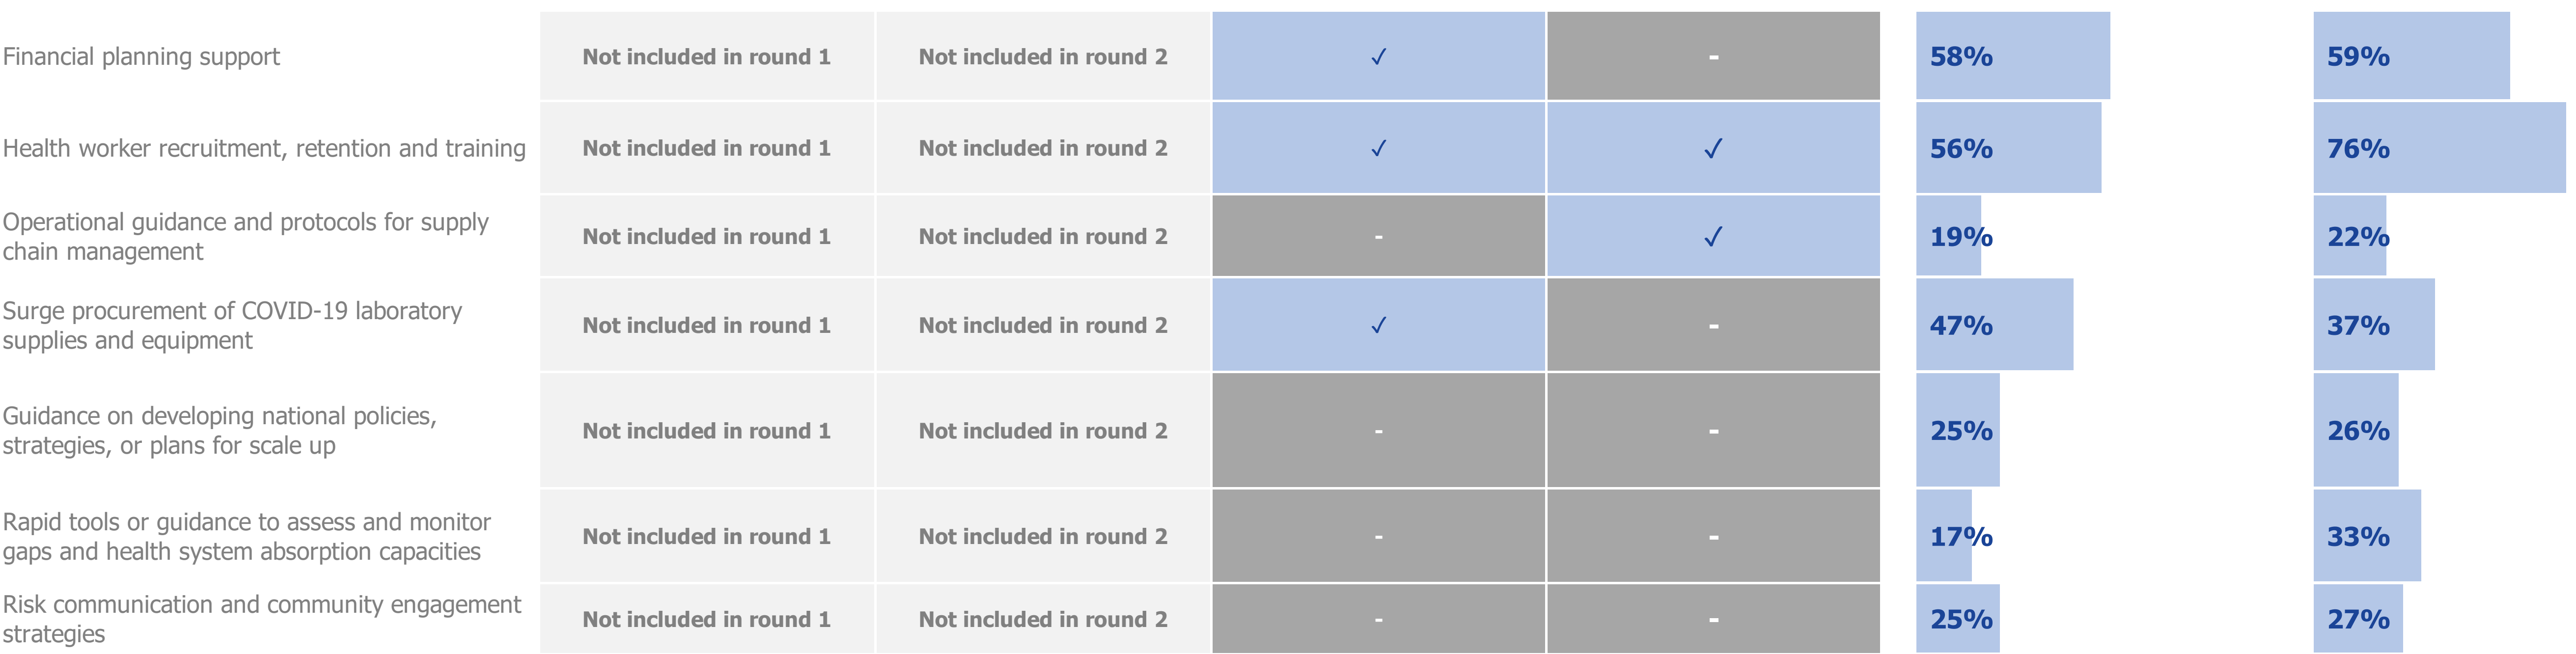 Financial planning support Not included in round 1 Not included in round 2 ✓ - 58% 59%
Health worker recruitment, retention and training Not included in round 1 Not included in round 2 ✓ ✓ 56% 76%
Operational guidance and protocols for supply
chain management Not included in round 1 Not included in round 2 - ✓ 19% 22%
Surge procurement of COVID-19 laboratory
supplies and equipment Not included in round 1 Not included in round 2 ✓ - 47% 37%
Guidance on developing national policies,
strategies, or plans for scale up Not included in round 1 Not included in round 2 - - 25% 26%
Rapid tools or guidance to assess and monitor
gaps and health system absorption capacities Not included in round 1 Not included in round 2 - - 17% 33%
Risk communication and community engagement
strategies Not included in round 1 Not included in round 2 - - 25% 27%